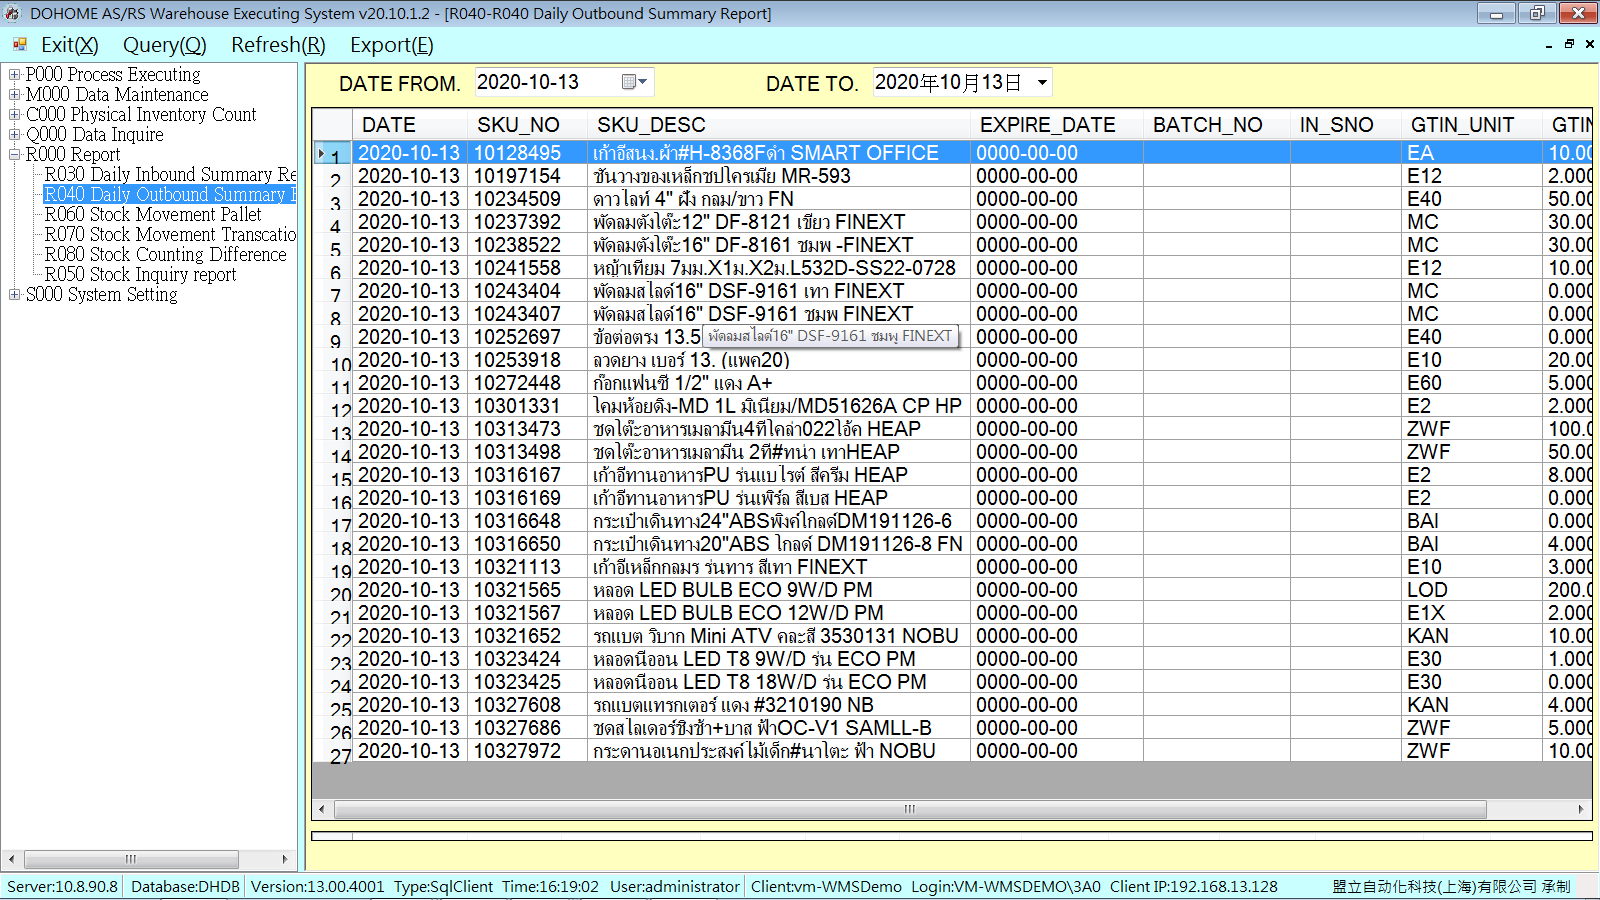 DOHOME AS/RS Warehouse Executing System v20.10.1.2 - [R040-R040 Daily Outbound Summary Report]
Exit(X) Query(Q) Refresh(R) Export(E)
P000 Process Executing
M000 Data Maintenance
C000 Physical Inventory Count
Q000 Data Inquire
R000 Report
R030 Daily Inbound Summary Re
R040 Daily Outbound Summary
R060 Stock Movement Pallet
R070 Stock Movement Transcatio
R080 Stock Counting Difference
R050 Stock Inquiry report
S000 System Setting
DATE FROM. 2020-10-13 DATE TO. 2020年10月13日
DATE SKU_NO SKU_DESC EXPIRE_DATE BATCH_NO IN_SNO GTIN_UNIT GTIN
1 2020-10-13 10128495 เก้าอี้สนง.ผ้า#H-8368Fดำ SMART OFFICE 0000-00-00 EA 10.00
2 2020-10-13 10197154 ชั้นวางของเหล็กชุปโครเมี่ย MR-593 0000-00-00 E12 2.000
3 2020-10-13 10234509 ดาวไลท์ 4" ฝัง กลม/ขาว FN 0000-00-00 E40 50.00
4 2020-10-13 10237392 พัดลมตั้งโต๊ะ12" DF-8121 เขียว FINEXT 0000-00-00 MC 30.00
5 2020-10-13 10238522 พัดลมตั้งโต๊ะ16" DF-8161 ชมพู -FINEXT 0000-00-00 MC 30.00
6 2020-10-13 10241558 หญ้าเทียม 7มม.X1ม.X2ม.L532D-SS22-0728 0000-00-00 E12 10.00
7 2020-10-13 10243404 พัดลมสไลด์16" DSF-9161 เทา FINEXT 0000-00-00 MC 0.000
8 2020-10-13 10243407 พัดลมสไลด์16" DSF-9161 ชมพู FINEXT 0000-00-00 MC 0.000
9 2020-10-13 10252697 ข้อต่อตรง 13.5 0000-00-00 E40 0.000
พัดลมสไลด์16" DSF-9161 ชมพู FINEXT
10 2020-10-13 10253918 ลวดยาง เบอร์ 13. (แพค20) 0000-00-00 E10 20.00
11 2020-10-13 10272448 ก๊อกแฟนซี 1/2" แดง A+ 0000-00-00 E60 5.000
12 2020-10-13 10301331 โคมห้อยดิ่ง-MD 1L มิเนียม/MD51626A CP HP 0000-00-00 E2 2.000
13 2020-10-13 10313473 ชุดโต๊ะอาหารเมลามีน4ที่โคล่า022โอ๊ค HEAP 0000-00-00 ZWF 100.0
14 2020-10-13 10313498 ชุดโต๊ะอาหารเมลามีน 2ที่#ทูน่า เทาHEAP 0000-00-00 ZWF 50.00
15 2020-10-13 10316167 เก้าอี้ทานอาหารPU รุ่นแบไรต์ สีครีม HEAP 0000-00-00 E2 8.000
16 2020-10-13 10316169 เก้าอี้ทานอาหารPU รุ่นเพิร์ล สีเบส HEAP 0000-00-00 E2 0.000
17 2020-10-13 10316648 กระเป๋าเดินทาง24"ABSพิงค์โกลด์DM191126-6 0000-00-00 BAI 0.000
18 2020-10-13 10316650 กระเป๋าเดินทาง20"ABS โกลด์ DM191126-8 FN 0000-00-00 BAI 4.000
19 2020-10-13 10321113 เก้าอี้เหล็กกลมรู รุ่นทาร สีเทา FINEXT 0000-00-00 E10 3.000
20 2020-10-13 10321565 หลอด LED BULB ECO 9W/D PM 0000-00-00 LOD 200.0
21 2020-10-13 10321567 หลอด LED BULB ECO 12W/D PM 0000-00-00 E1X 2.000
22 2020-10-13 10321652 รถแบต วิบาก Mini ATV คละสี 3530131 NOBU 0000-00-00 KAN 10.00
23 2020-10-13 10323424 หลอดนีออน LED T8 9W/D รุ่น ECO PM 0000-00-00 E30 1.000
24 2020-10-13 10323425 หลอดนีออน LED T8 18W/D รุ่น ECO PM 0000-00-00 E30 0.000
25 2020-10-13 10327608 รถแบตแทรกเตอร์ แดง #3210190 NB 0000-00-00 KAN 4.000
26 2020-10-13 10327686 ชุดสไลเดอร์ชิงช้า+บาส ฟ้าOC-V1 SAMLL-B 0000-00-00 ZWF 5.000
27 2020-10-13 10327972 กระดานอเนกประสงค์ไม้เด็ก#นาโตะ ฟ้า NOBU 0000-00-00 ZWF 10.00
Server:10.8.90.8 Database:DHDB Version:13.00.4001 Type:SqlClient Time:16:19:02 User:administrator Client:vm-WMSDemo Login:VM-WMSDEMO\3A0 Client IP:192.168.13.128 盟立自动化科技(上海)有限公司 承制